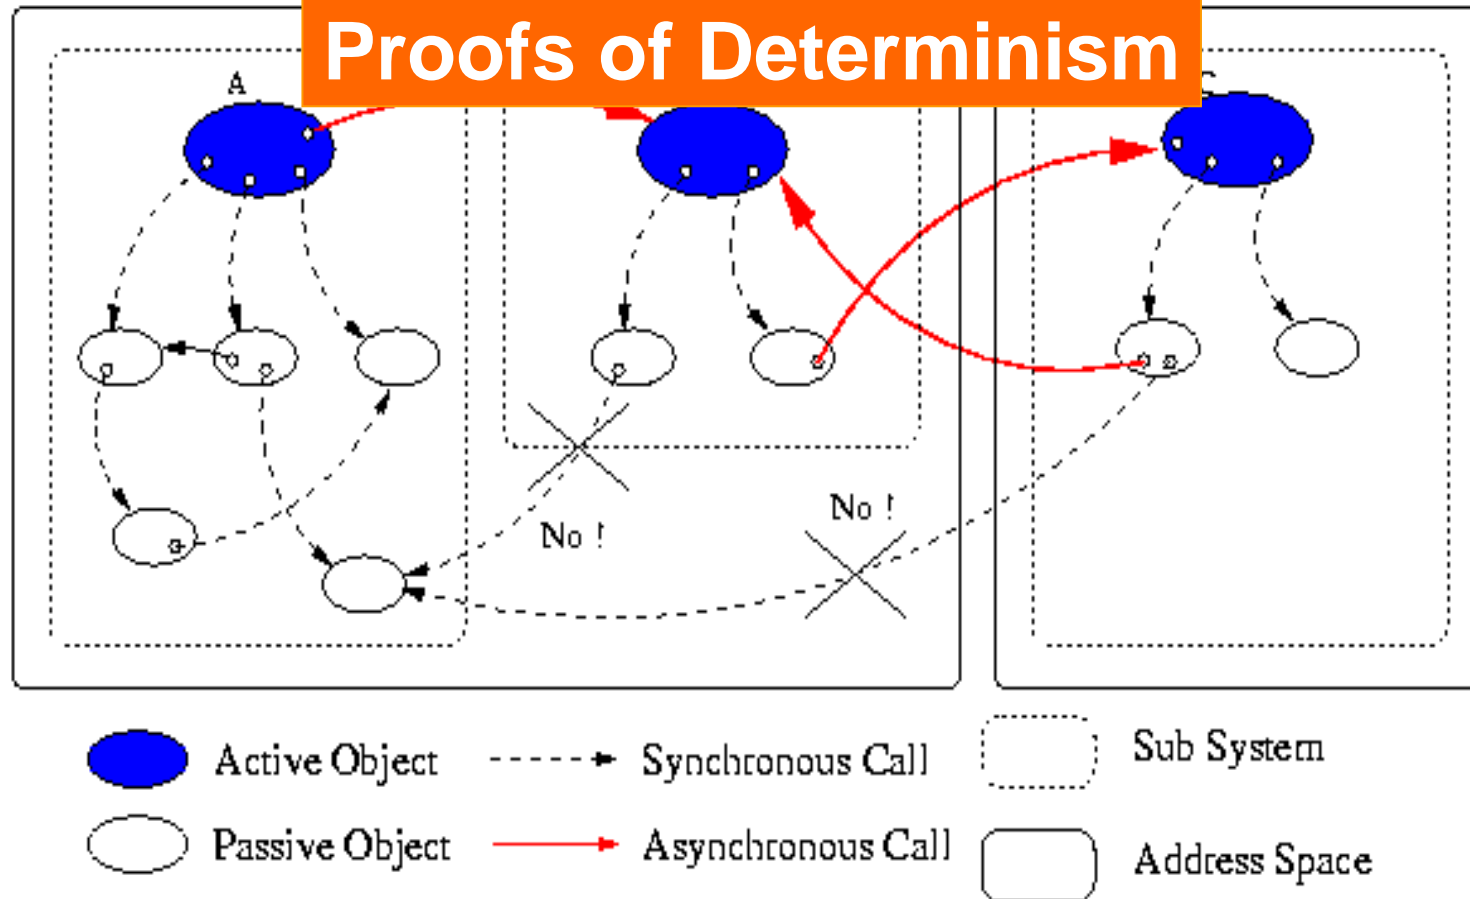 Proofs of Determinism
A
No !
No !
Active Object
Synchronous Call
Sub System
Passive Object
Asynchronous Call
Address Space